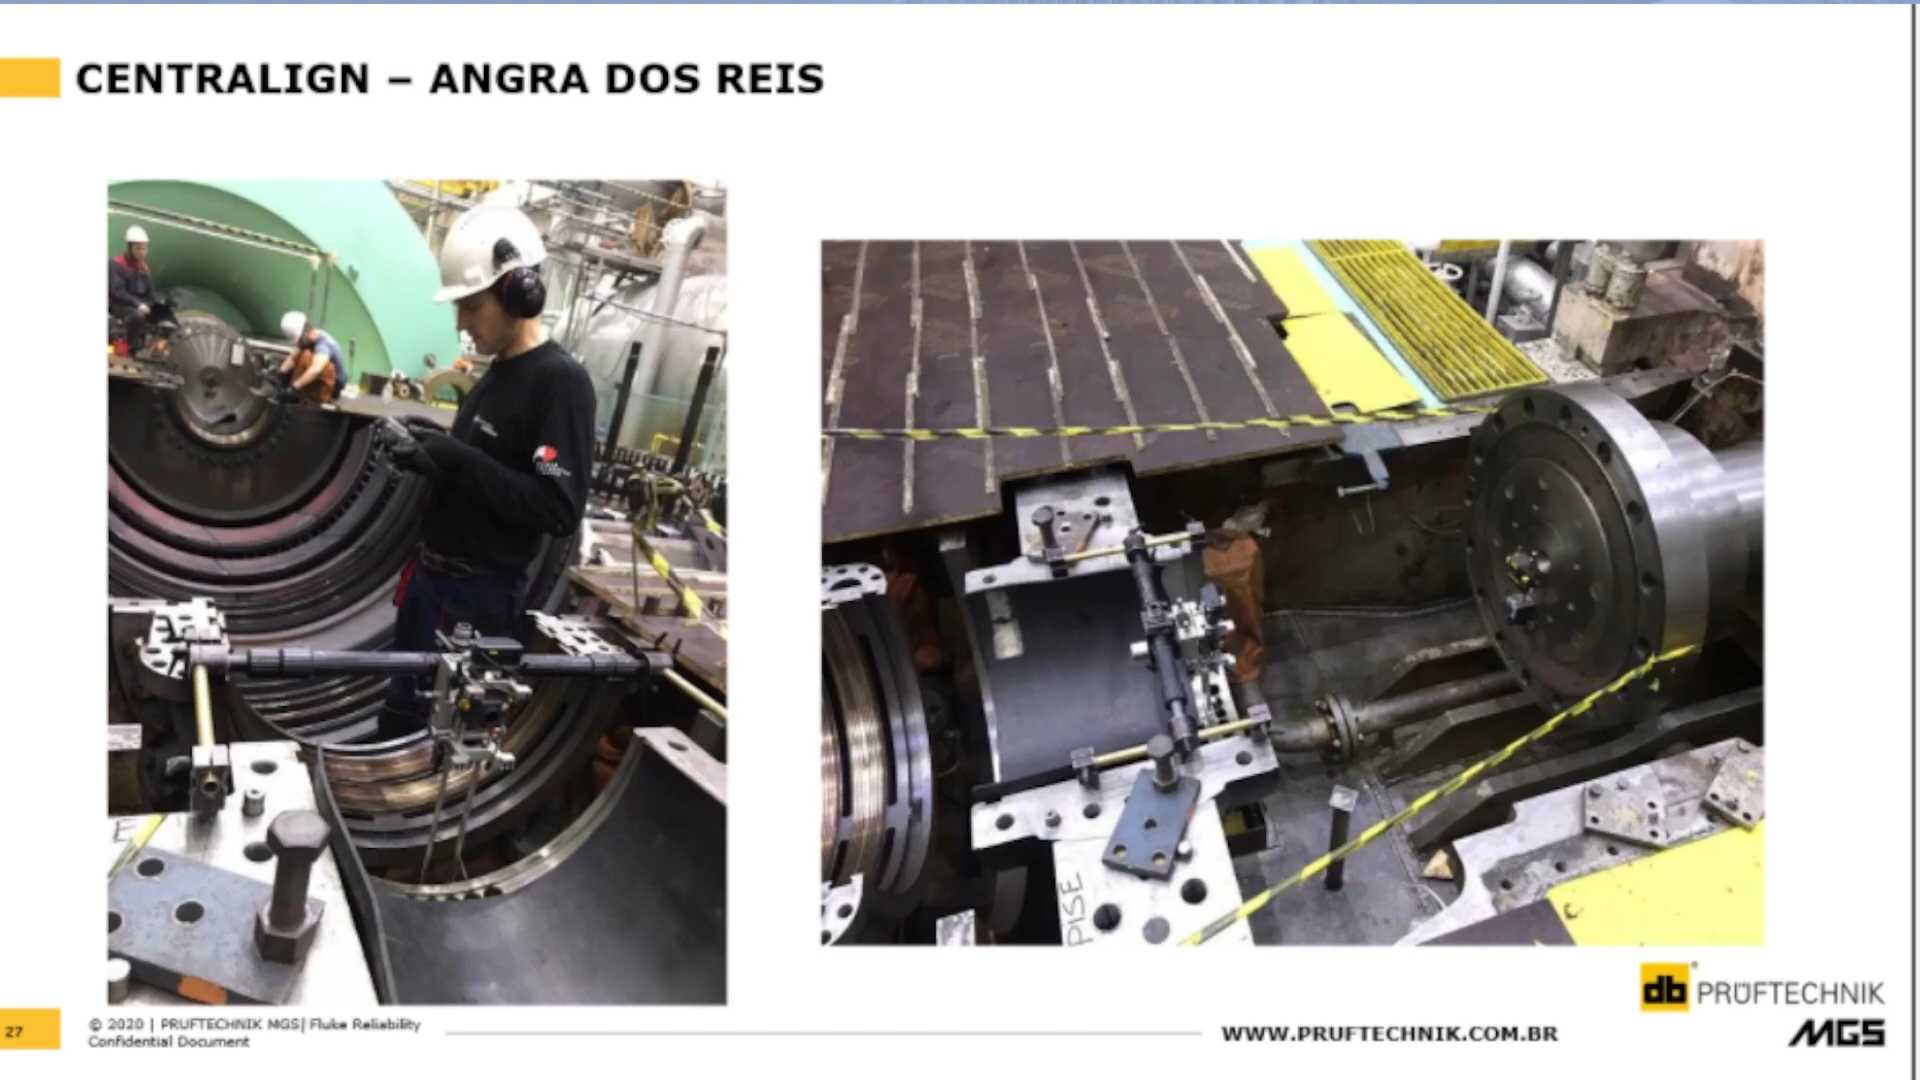 CENTRALIGN – ANGRA DOS REIS
E
PISE
27
© 2020 | PRUFTECHNIK MGS| Fluke Reliability
Confidential Document
WWW.PRUFTECHNIK.COM.BR
db PRÜFTECHNIK
MGS